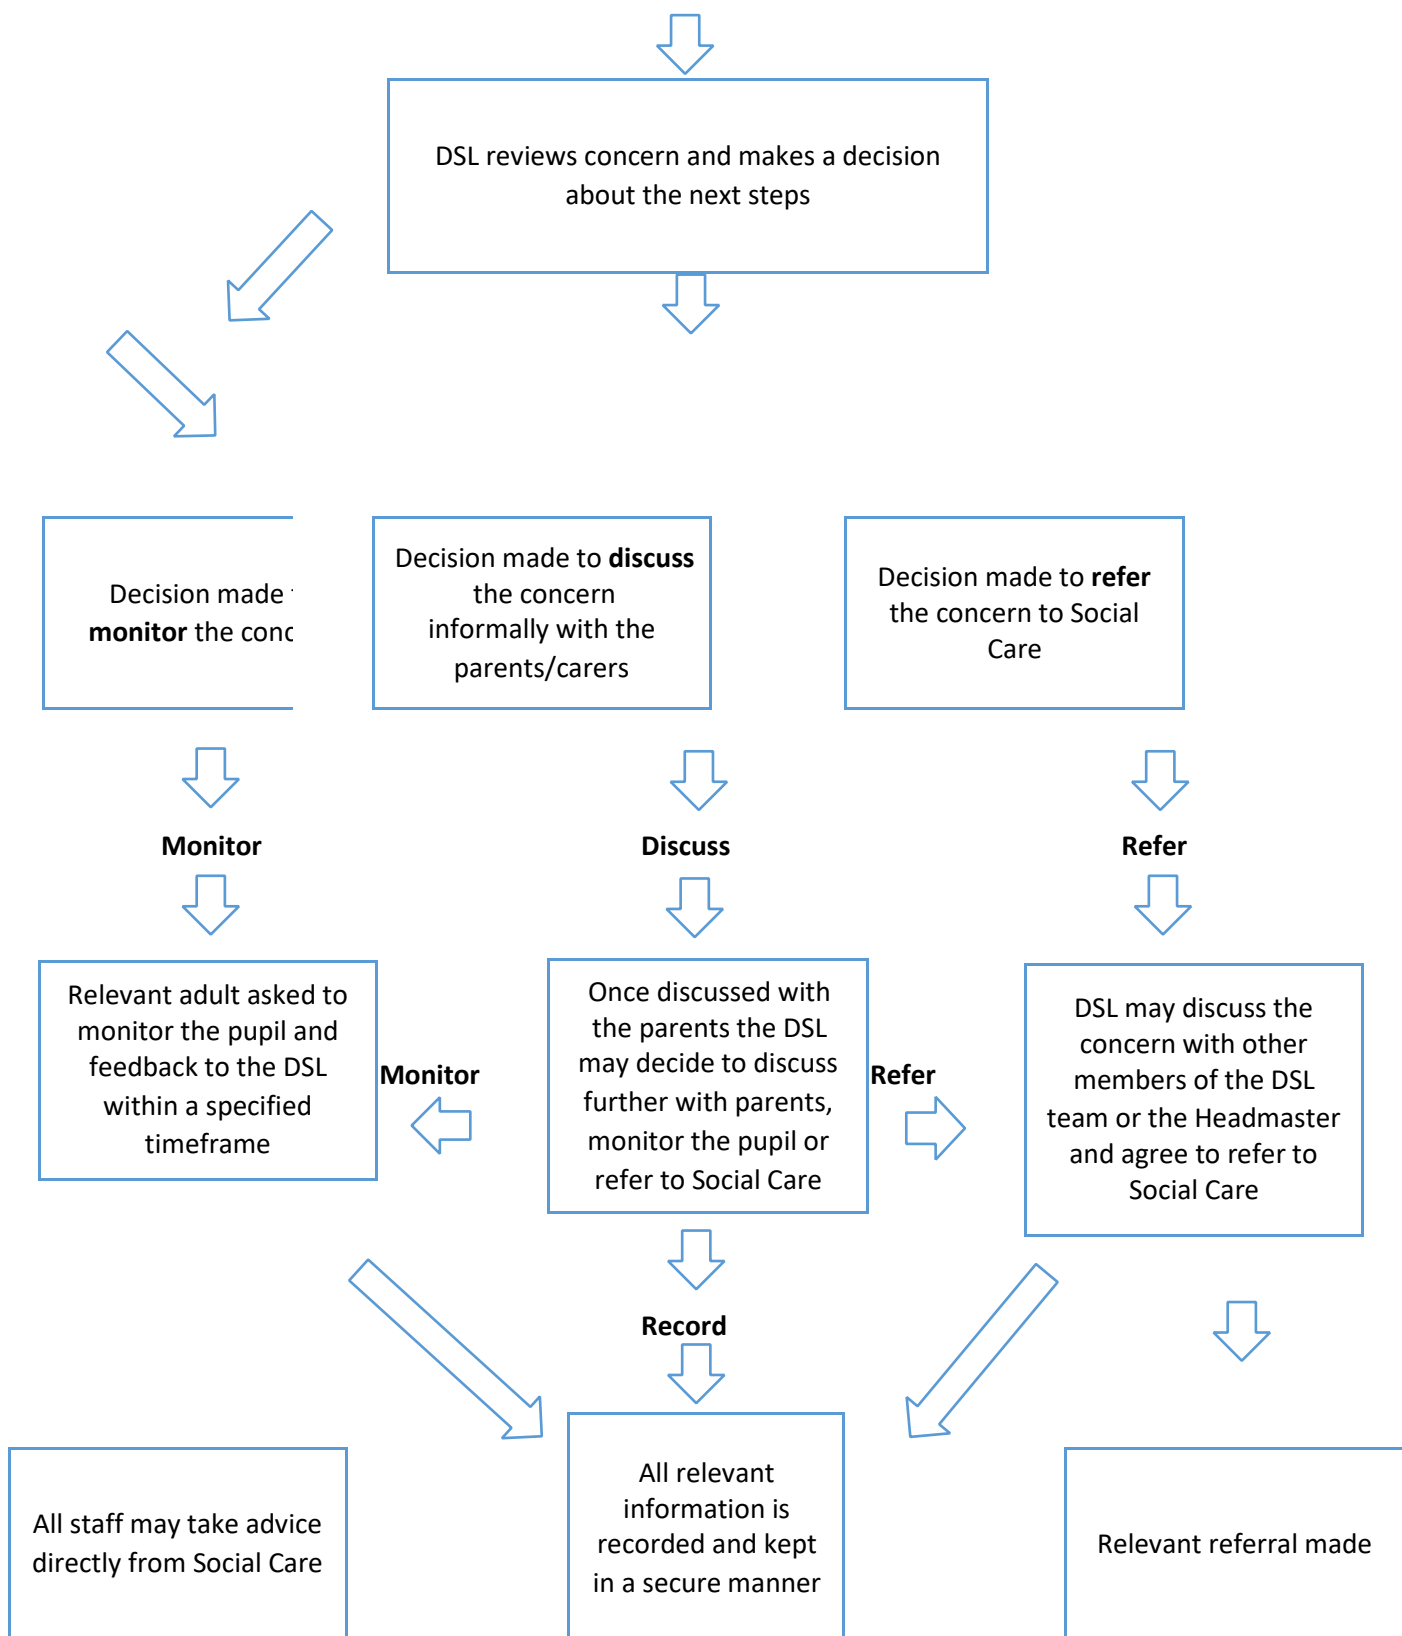 DSL reviews concern and makes a decision
about the next steps
Decision made
monitor the
Decision made to discuss
the concern
informally with the
parents/carers
Decision made to refer
the concern to Social
Care
Monitor
Discuss
Refer
Relevant adult asked to
monitor the pupil and
feedback to the DSL
within a specified
timeframe
Monitor
Once discussed with
the parents the DSL
may decide to discuss
further with parents,
monitor the pupil or
refer to Social Care
Refer
DSL may discuss the
concern with other
members of the DSL
team or the Headmaster
and agree to refer to
Social Care
Record
All staff may take advice
directly from Social Care
All relevant
information is
recorded and kept
in a secure manner
Relevant referral made